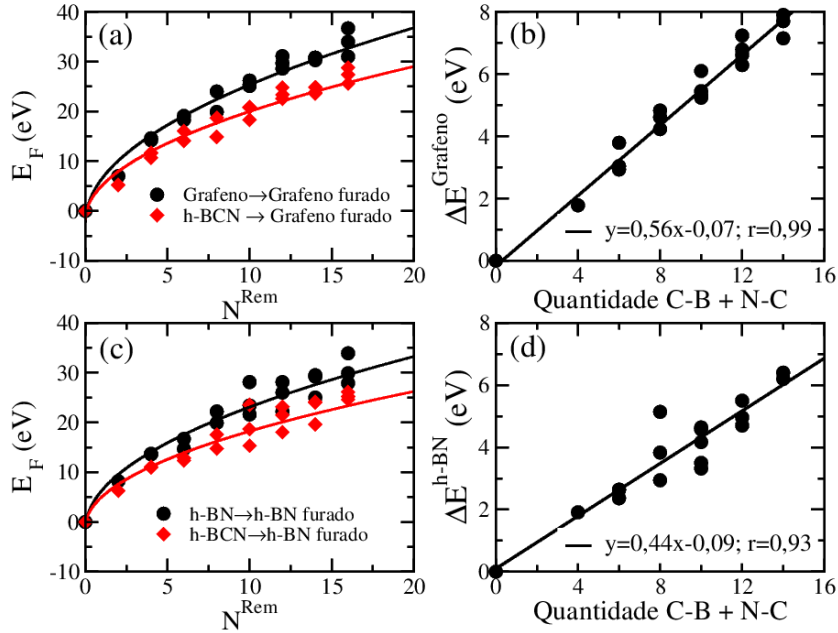 (a)
40
30
20
10
0
-10
E_F (eV)
Grafeno→Grafeno furado
h-BCN → Grafeno furado
0 5 10 15 20
N^Rem
(b)
8
6
4
2
0
ΔE^Grafeno (eV)
y=0,56x-0,07; r=0,99
0 4 8 12 16
Quantidade C-B + N-C
(c)
40
30
20
10
0
-10
E_F (eV)
h-BN→h-BN furado
h-BCN→h-BN furado
0 5 10 15 20
N^Rem
(d)
8
6
4
2
0
ΔE^h-BN (eV)
y=0,44x-0,09; r=0,93
0 4 8 12 16
Quantidade C-B + N-C